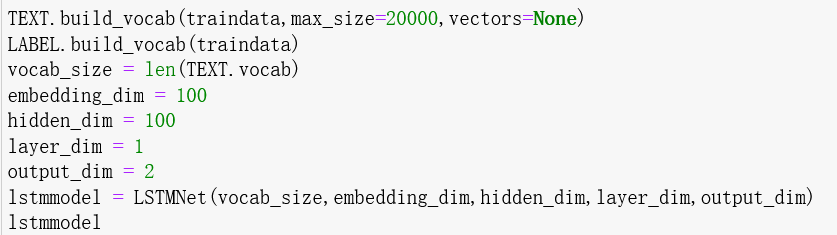 TEXT.build_vocab(traindata,max_size=20000,vectors=None)
LABEL.build_vocab(traindata)
vocab_size = len(TEXT.vocab)
embedding_dim = 100
hidden_dim = 100
layer_dim = 1
output_dim = 2
lstmmodel = LSTMNet(vocab_size,embedding_dim,hidden_dim,layer_dim,output_dim)
lstmmodel